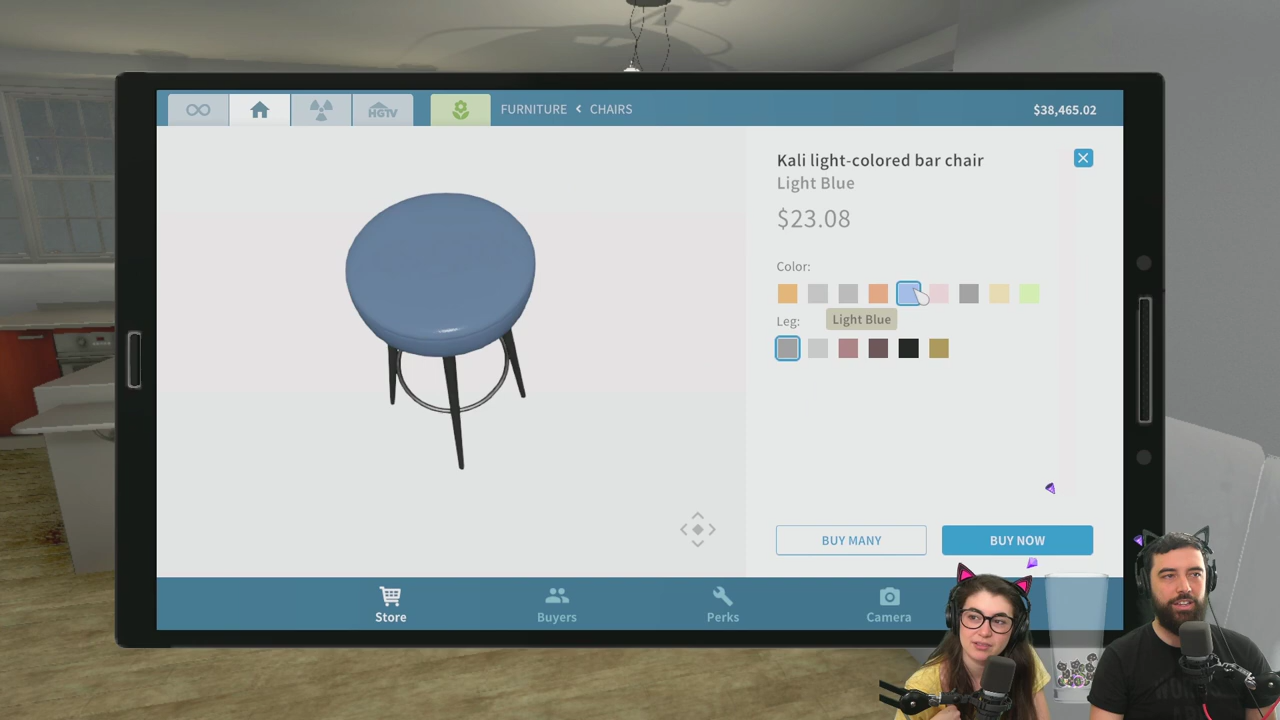 HGTV
FURNITURE < CHAIRS
$38,465.02
Kali light-colored bar chair
Light Blue
$23.08
Color:
Light Blue
Leg:
BUY MANY
BUY NOW
Store
Buyers
Perks
Camera